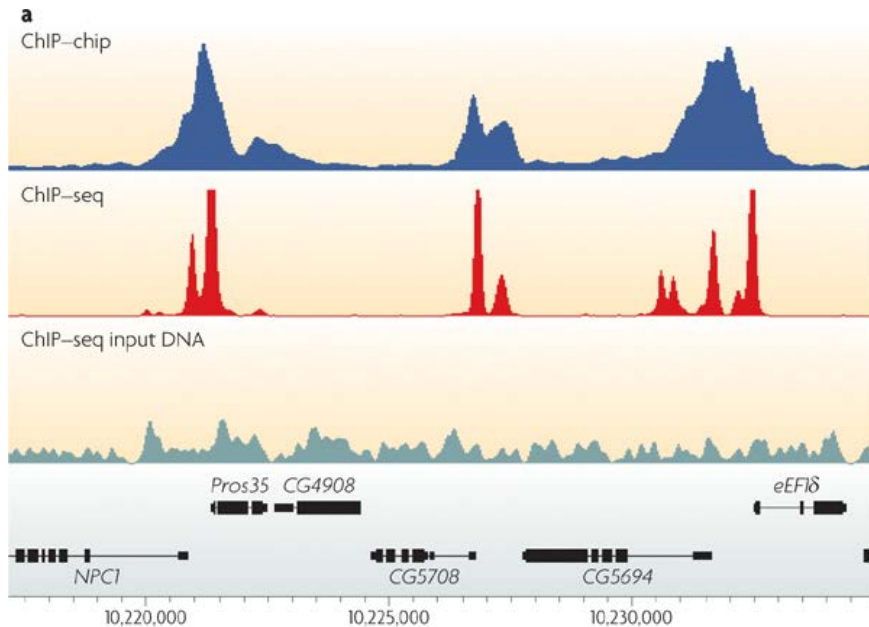 a
ChIP–chip
ChIP–seq
ChIP–seq input DNA
Pros35 CG4908 eEF1δ
NPC1 CG5708 CG5694
10,220,000 10,225,000 10,230,000